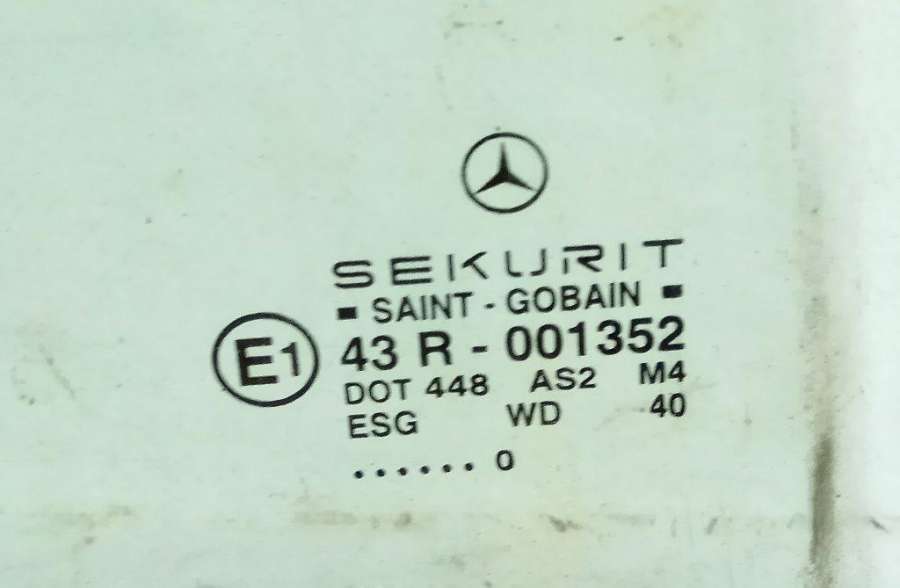 SEKURIT
SAINT - GOBAIN
E1 43 R - 001352
DOT 448 AS2 M4
ESG WD 40
...... 0